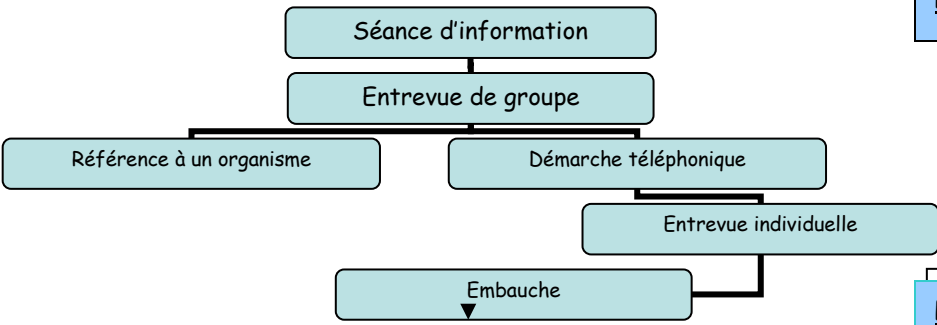 Séance d'information
Entrevue de groupe
Référence à un organisme
Démarche téléphonique
Entrevue individuelle
Embauche